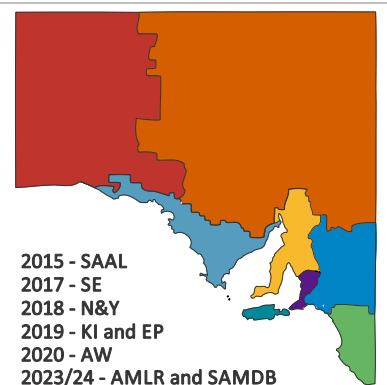 2015 - SAAL
2017 - SE
2018 - N&Y
2019 - KI and EP
2020 - AW
2023/24 - AMLR and SAMDB